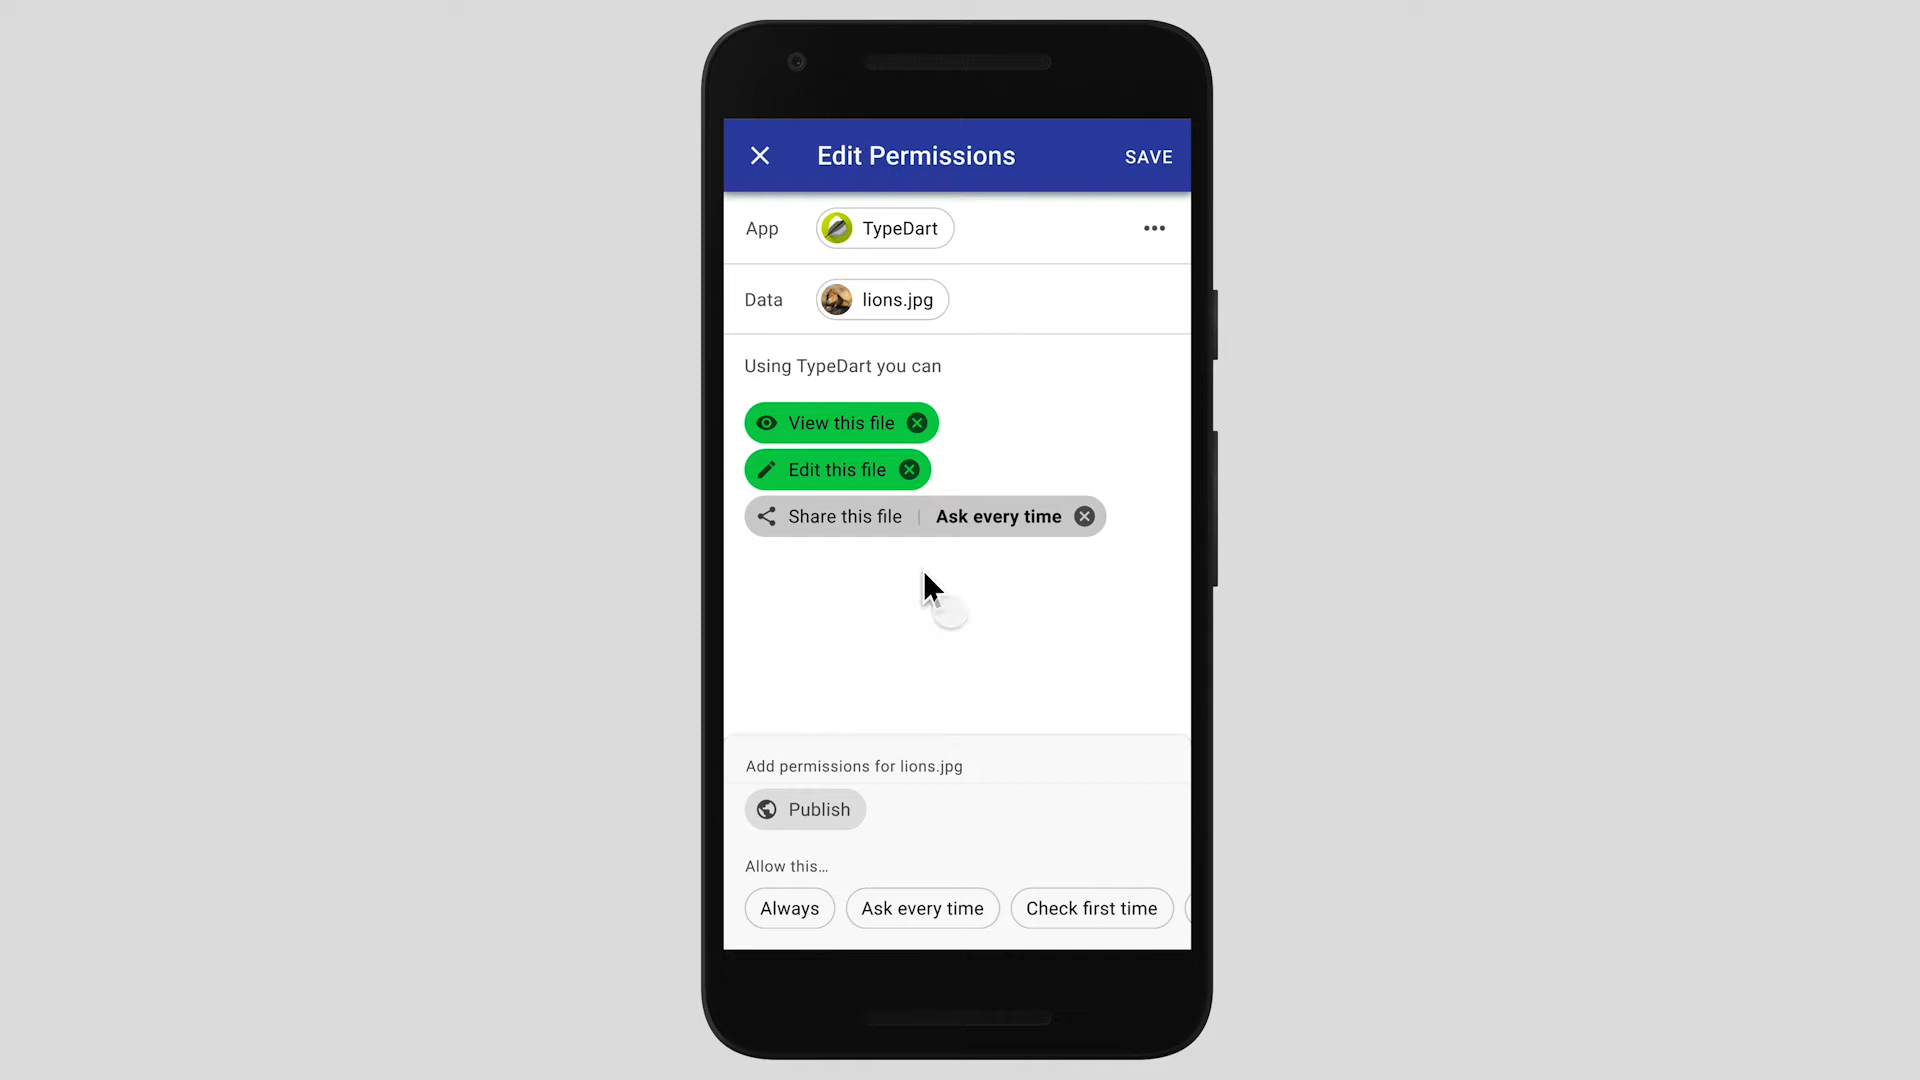 Edit Permissions SAVE
App TypeDart
Data lions.jpg
Using TypeDart you can
View this file
Edit this file
Share this file | Ask every time
Add permissions for lions.jpg
Publish
Allow this…
Always Ask every time Check first time